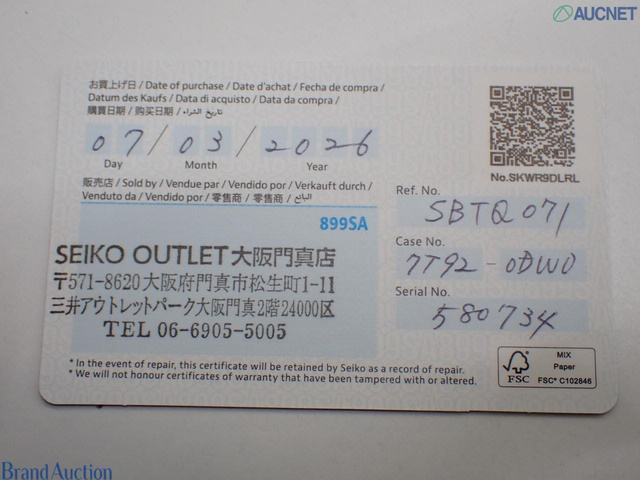 AUCNET
お買上げ日 / Date of purchase / Date d'achat / Fecha de compra /
Datum des Kaufs / Data di acquisto / Data da compra /
購買日期 / 购买日期 / تاريخ الشراء
07 / 03 / 2026
Day Month Year
No.SKWR9DLRL
販売店 / Sold by / Vendue par / Vendido por / Verkauft durch /
Venduto da / Vendido por / 零售商 / 零售商 / البائع
899SA
SEIKO OUTLET大阪門真店
〒571-8620大阪府門真市松生町1-11
三井アウトレットパーク大阪門真2階24000区
TEL 06-6905-5005
Ref. No.
SBTQ071
Case No.
7T92-0DW0
Serial No.
580734
* In the event of repair, this certificate will be retained by Seiko as a record of repair.
* We will not honour certificates of warranty that have been tampered with or altered.
FSC
MIX
Paper
FSC® C102846
Brand Auction